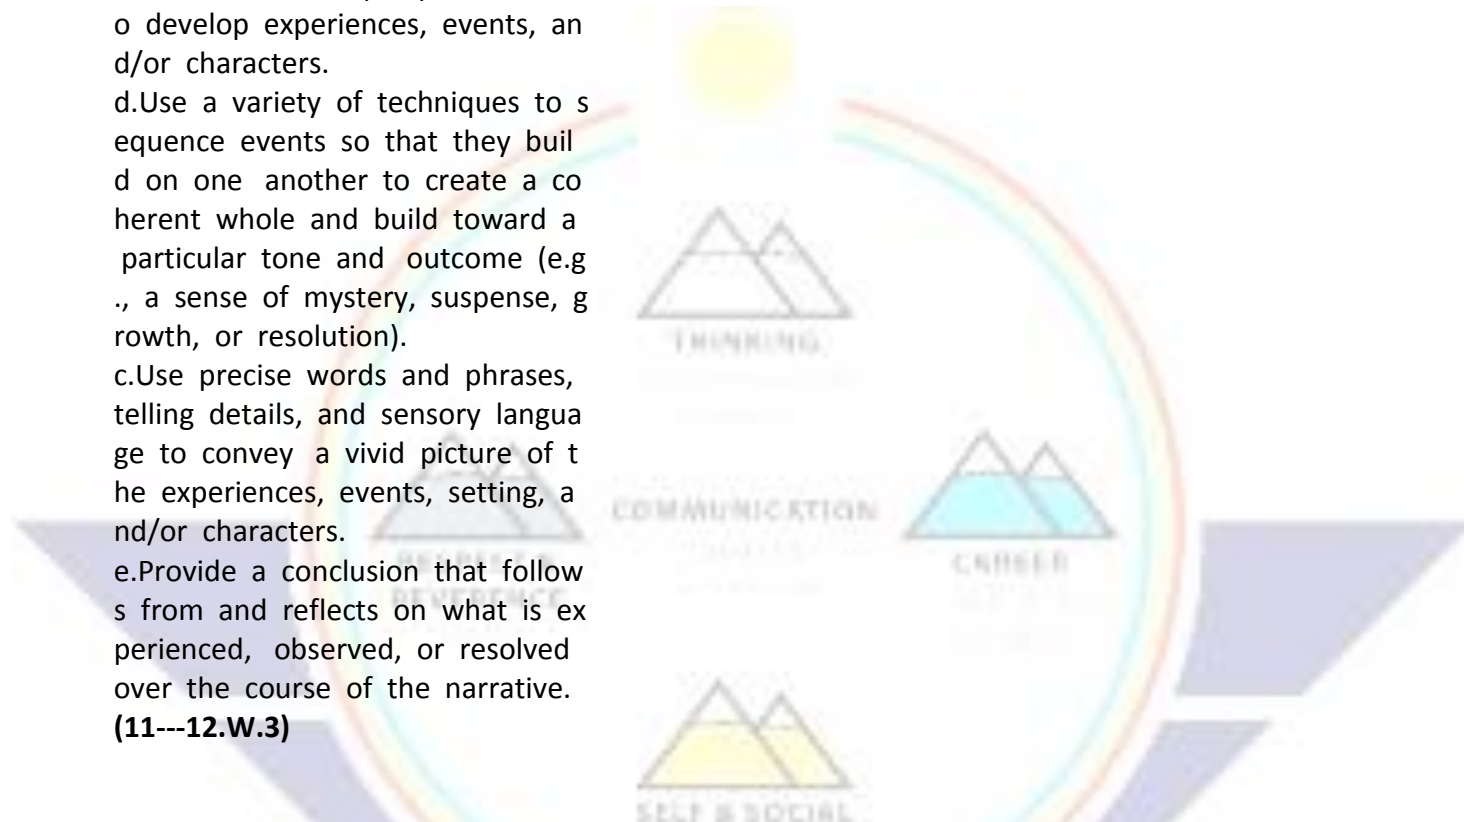 o develop experiences, events, an
d/or characters.
d.Use a variety of techniques to s
equence events so that they buil
d on one another to create a co
herent whole and build toward a
particular tone and outcome (e.g
., a sense of mystery, suspense, g
rowth, or resolution).
c.Use precise words and phrases,
telling details, and sensory langua
ge to convey a vivid picture of t
he experiences, events, setting, a
nd/or characters.
e.Provide a conclusion that follow
s from and reflects on what is ex
perienced, observed, or resolved
over the course of the narrative.
(11---12.W.3)
THINKING
COMMUNICATION
CAREER
REVERENCE
SELF & SOCIAL